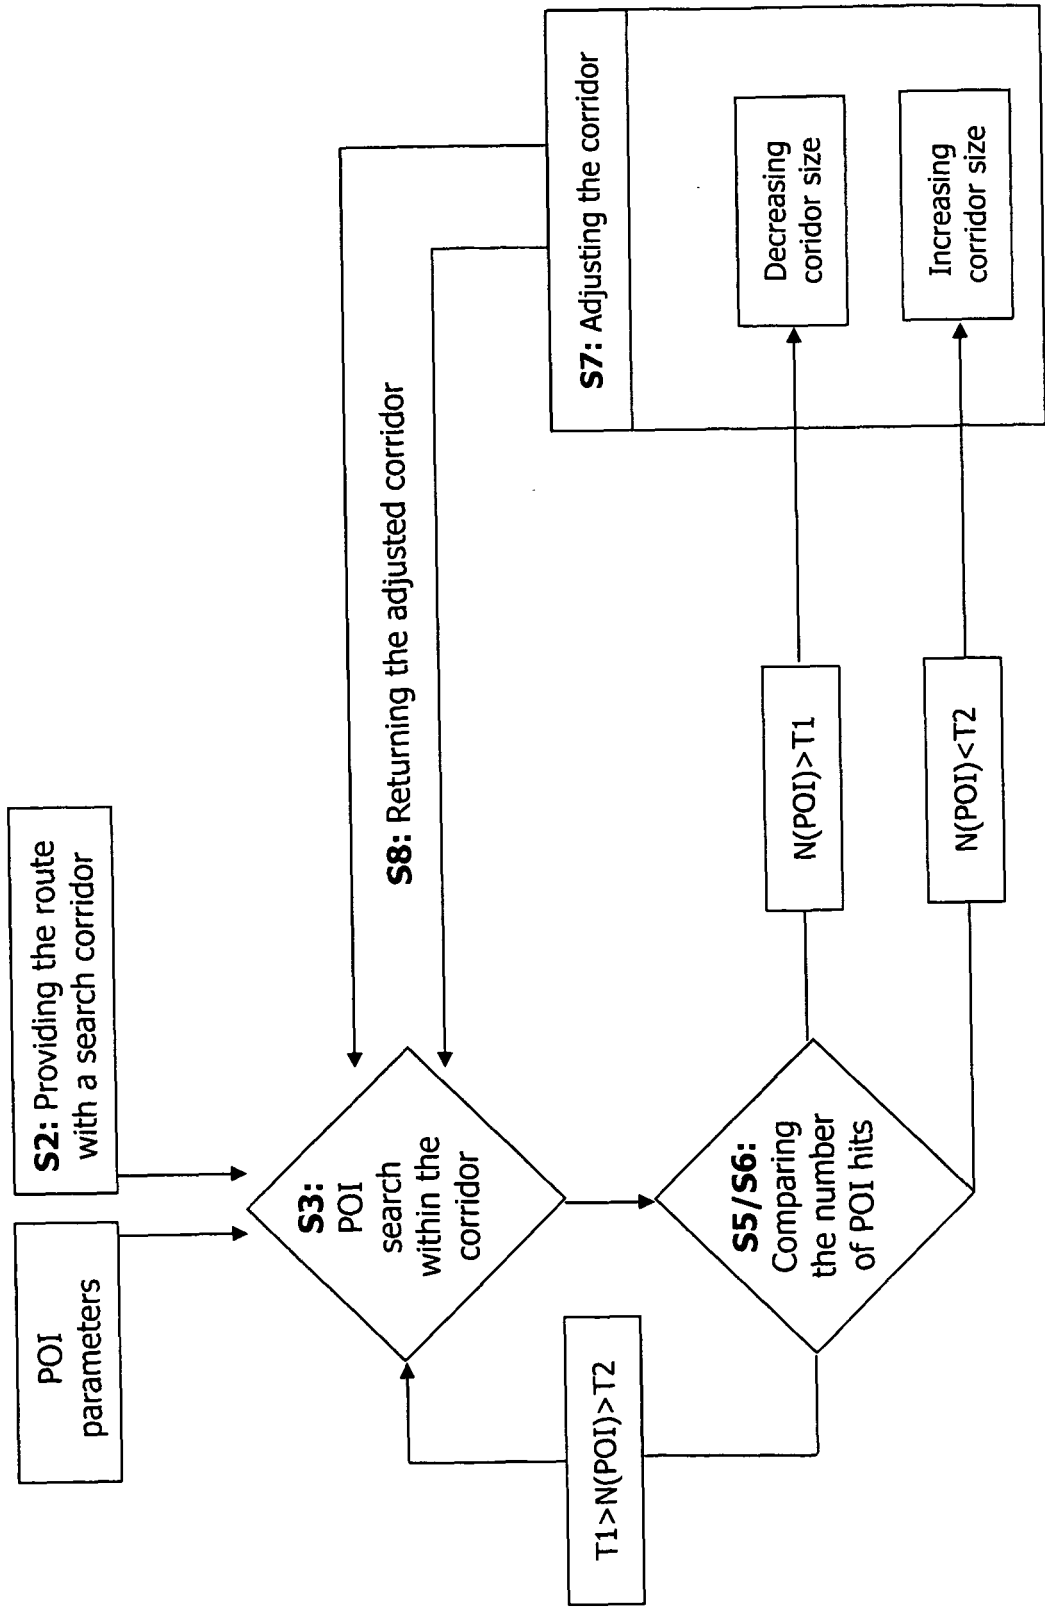 POI
parameters
S2: Providing the route
with a search corridor
S3:
POI
search
within the
corridor
S8: Returning the adjusted corridor
S7: Adjusting the corridor
T1>N(POI)>T2
S5/S6:
Comparing
the number
of POI hits
N(POI)>T1
Decreasing
coridor size
N(POI)<T2
Increasing
corridor size